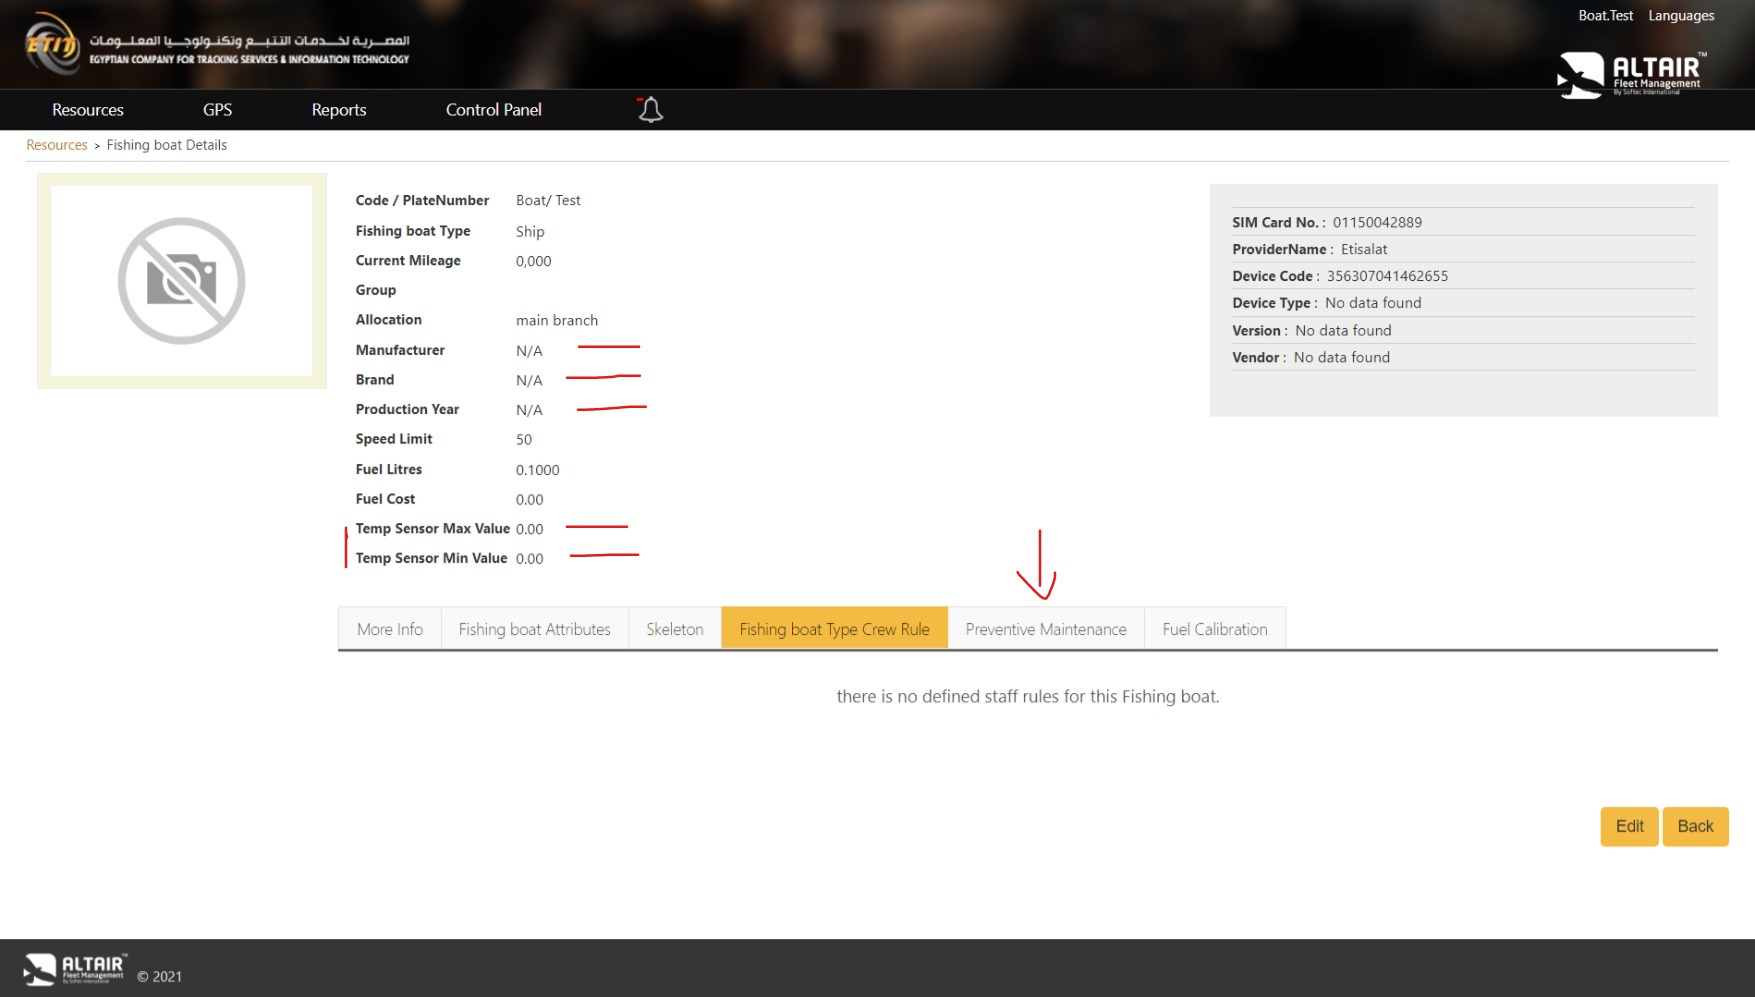 Boat.Test Languages
ETIT
المصــرية لخــدمات التتبــع وتكنـولوجــيا المعلــومات
EGYPTIAN COMPANY FOR TRACKING SERVICES & INFORMATION TECHNOLOGY
ALTAIR™
Fleet Management
By Softec International
Resources GPS Reports Control Panel
Resources > Fishing boat Details
Code / PlateNumber Boat/ Test
Fishing boat Type Ship
Current Mileage 0,000
Group
Allocation main branch
Manufacturer N/A
Brand N/A
Production Year N/A
Speed Limit 50
Fuel Litres 0.1000
Fuel Cost 0.00
Temp Sensor Max Value 0.00
Temp Sensor Min Value 0.00
SIM Card No. : 01150042889
ProviderName : Etisalat
Device Code : 356307041462655
Device Type : No data found
Version : No data found
Vendor : No data found
More Info Fishing boat Attributes Skeleton Fishing boat Type Crew Rule Preventive Maintenance Fuel Calibration
there is no defined staff rules for this Fishing boat.
Edit Back
ALTAIR™
Fleet Management
By Softec International
© 2021